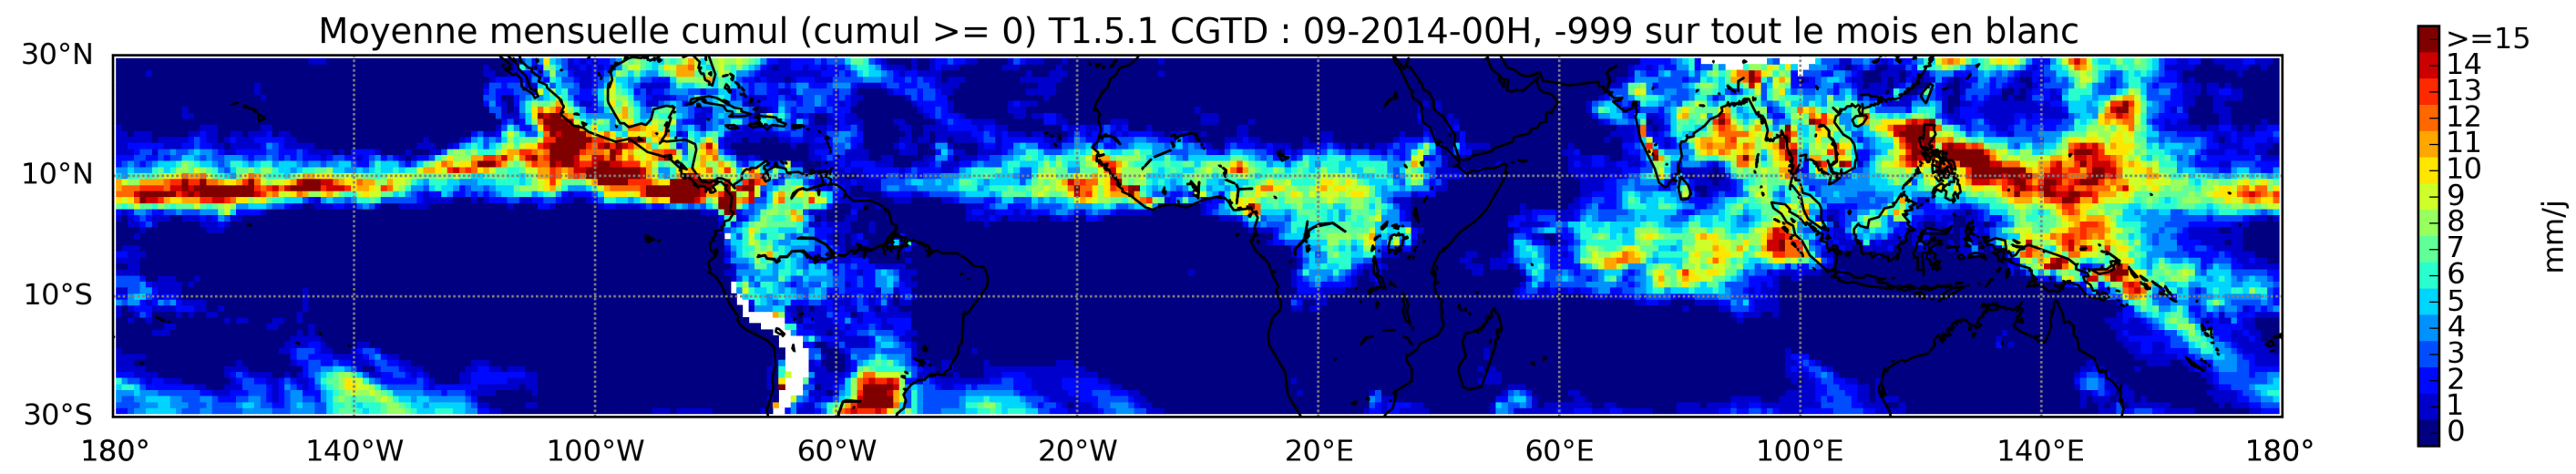 Moyenne mensuelle cumul (cumul >= 0) T1.5.1 CGTD : 09-2014-00H, -999 sur tout le mois en blanc
30°N
10°N
10°S
30°S
180° 140°W 100°W 60°W 20°W 20°E 60°E 100°E 140°E 180°
>=15
14
13
12
11
10
9
8
7
6
5
4
3
2
1
0
mm/j